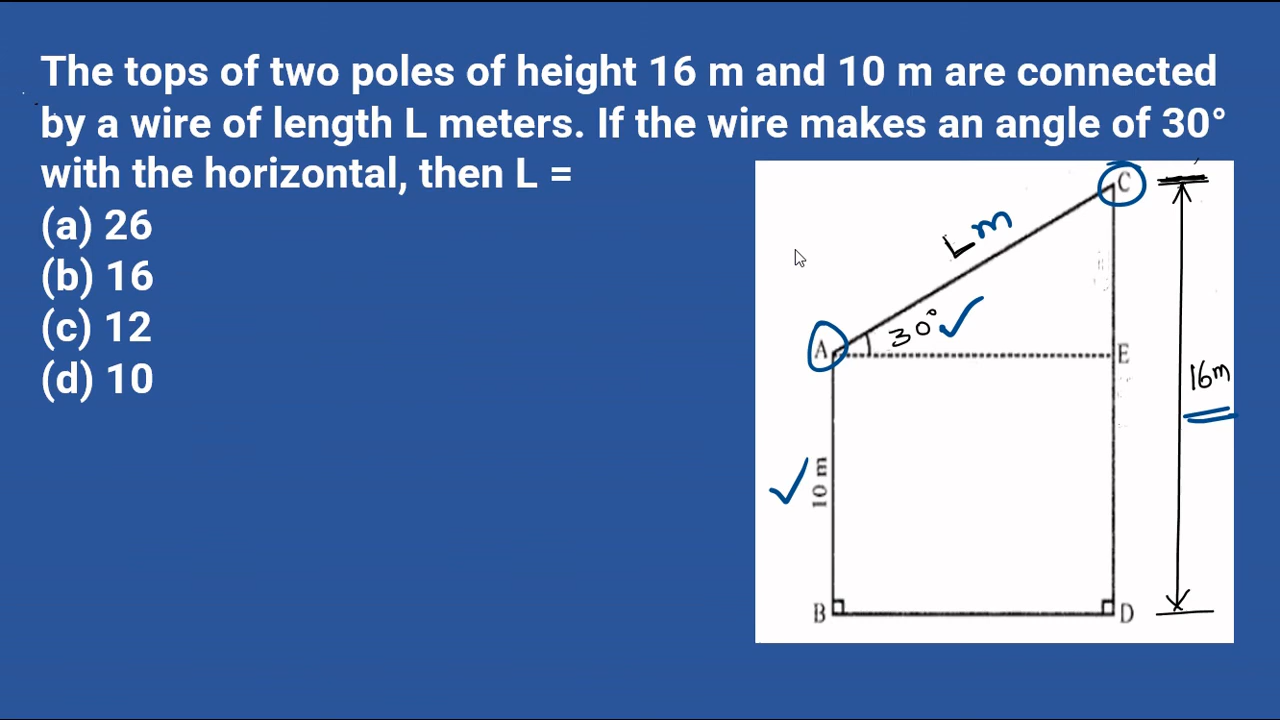 The tops of two poles of height 16 m and 10 m are connected
by a wire of length L meters. If the wire makes an angle of 30°
with the horizontal, then L =
(a) 26
(b) 16
(c) 12
(d) 10
C
L m
30°
A
E
16m
10 m
B
D